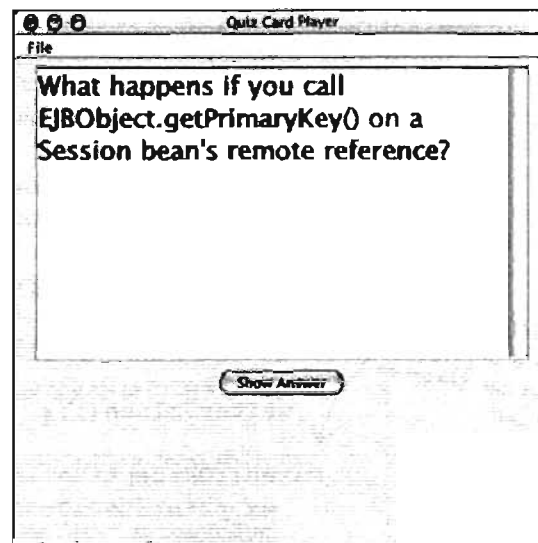 Quiz Card Player
File
What happens if you call
EJBObject.getPrimaryKey() on a
Session bean's remote reference?
Show Answer